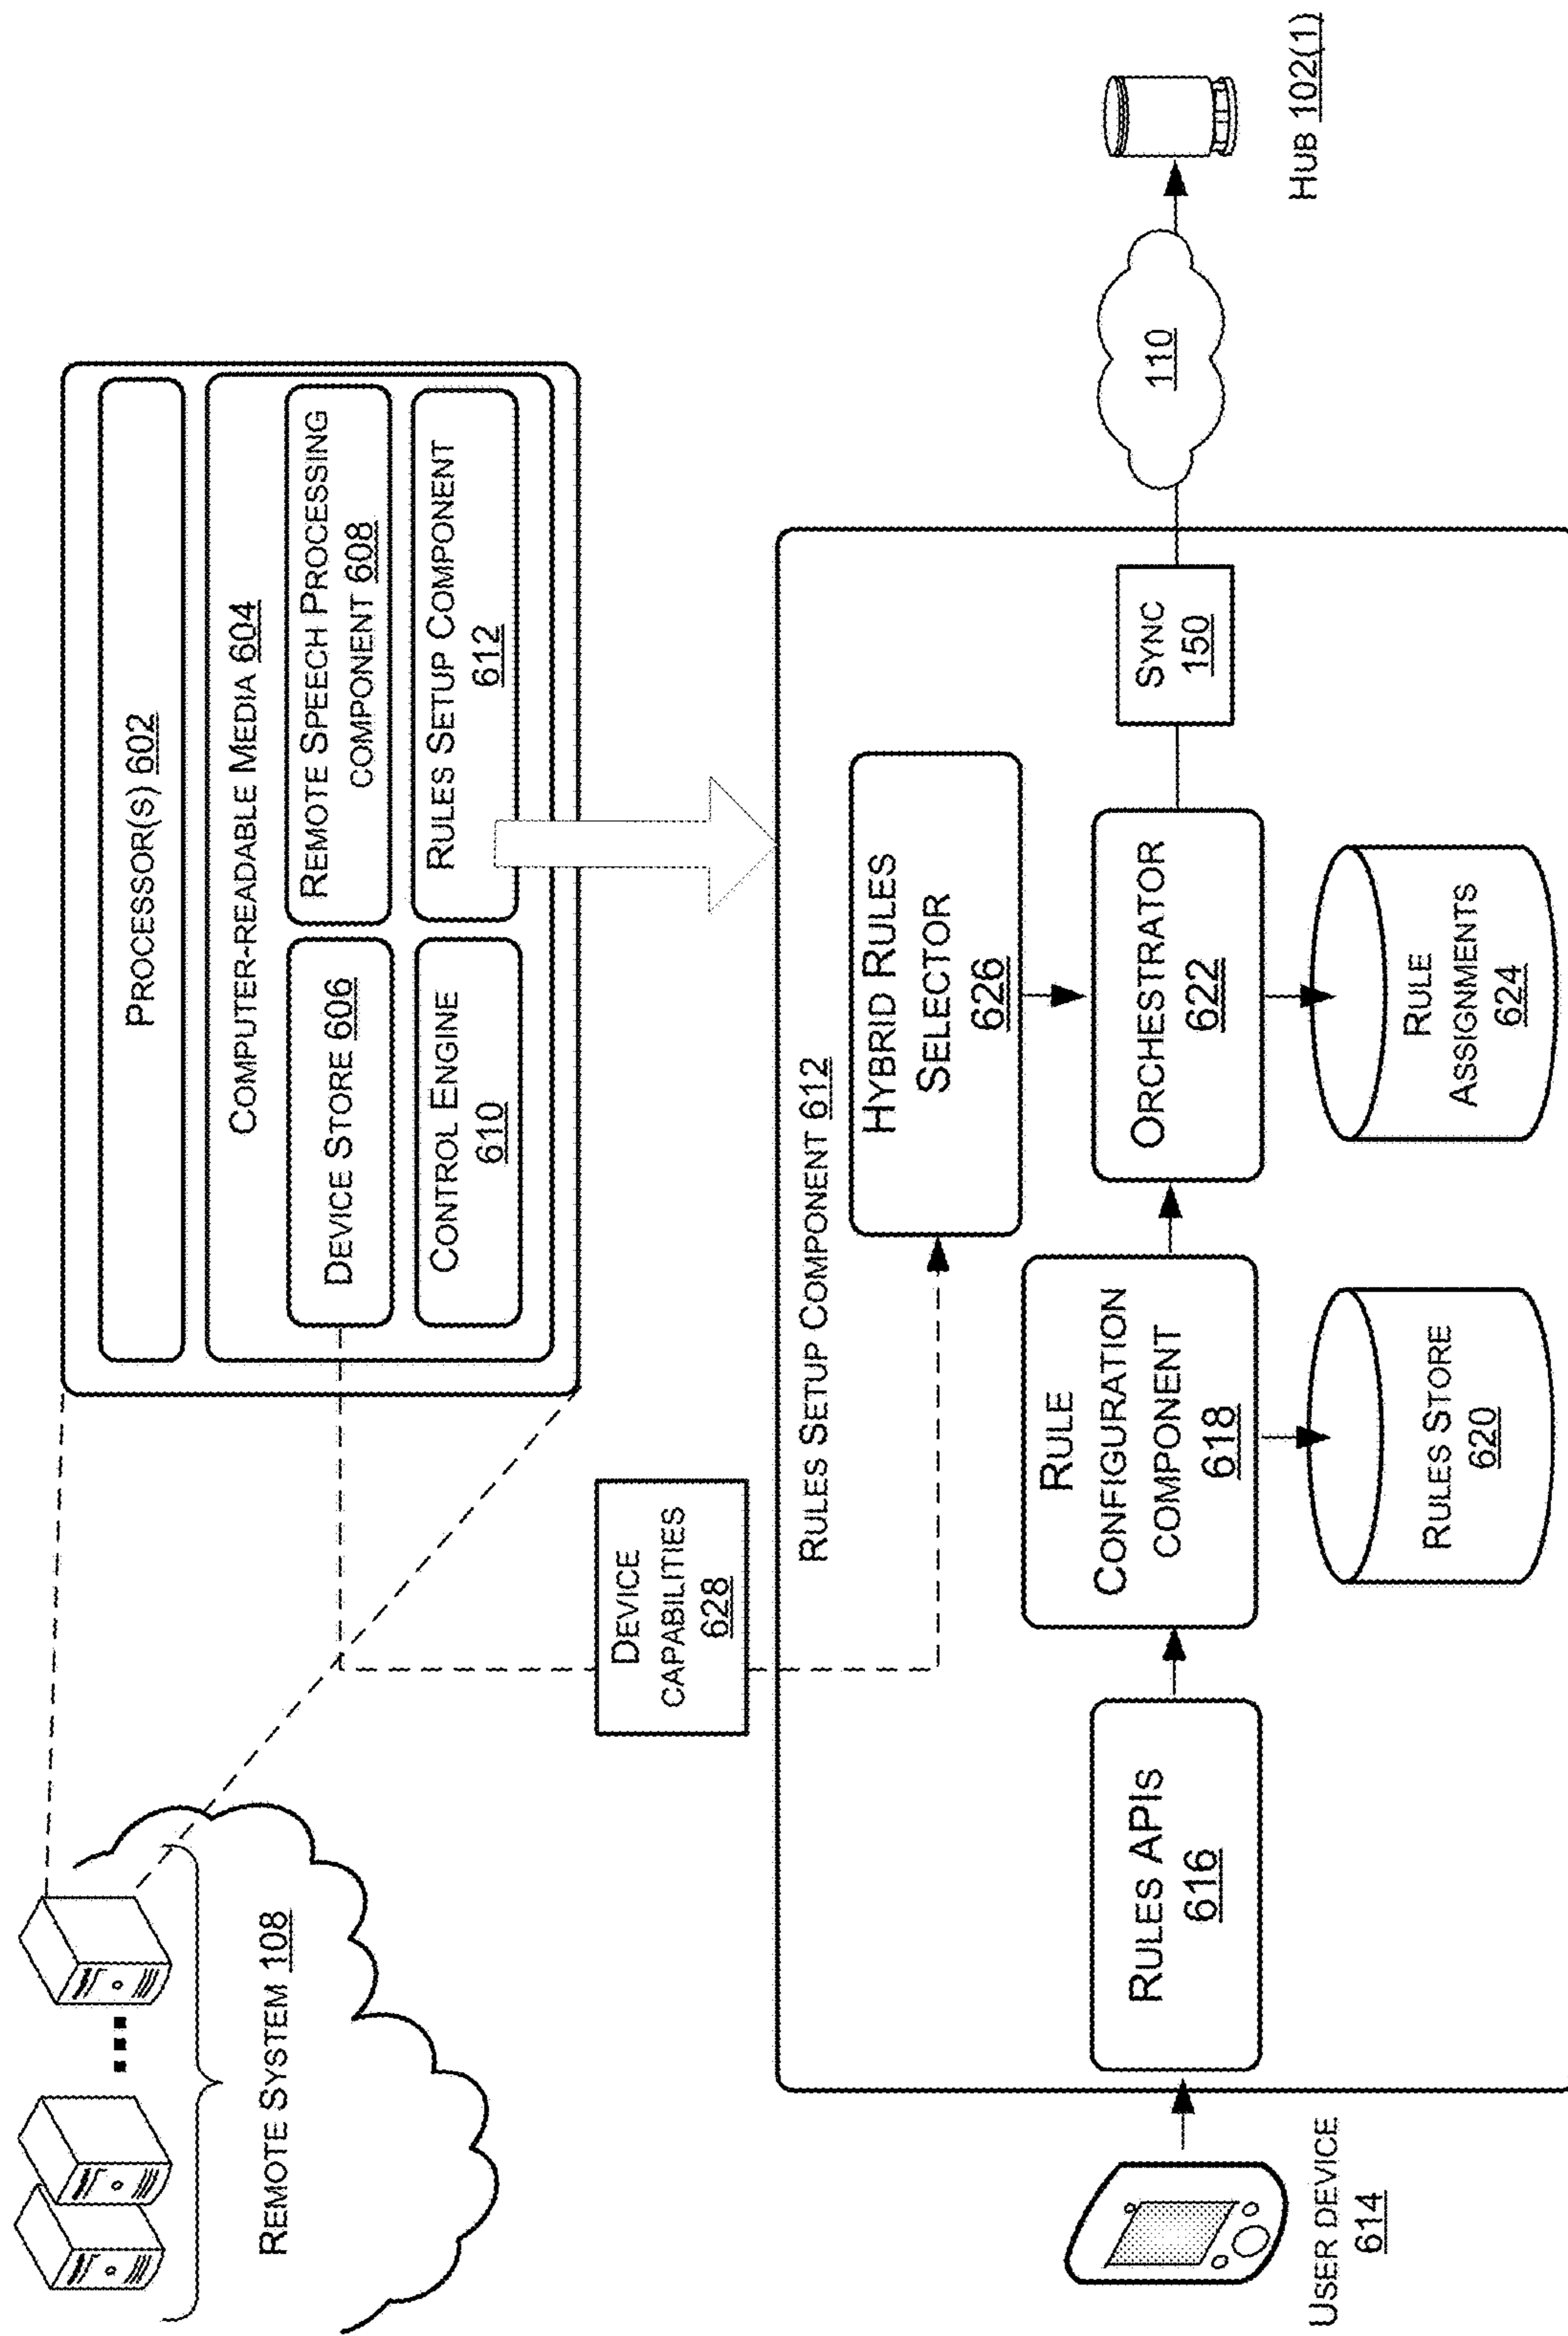 PROCESSOR(S) 602
COMPUTER-READABLE MEDIA 604
DEVICE STORE 606
REMOTE SPEECH PROCESSING
COMPONENT 608
CONTROL ENGINE
610
RULES SETUP COMPONENT
612
REMOTE SYSTEM 108
DEVICE
CAPABILITIES
628
RULES SETUP COMPONENT 612
HYBRID RULES
SELECTOR
626
USER DEVICE
614
RULES APIS
616
RULE
CONFIGURATION
COMPONENT
618
ORCHESTRATOR
622
SYNC
150
110
HUB 102(1)
RULES STORE
620
RULE
ASSIGNMENTS
624